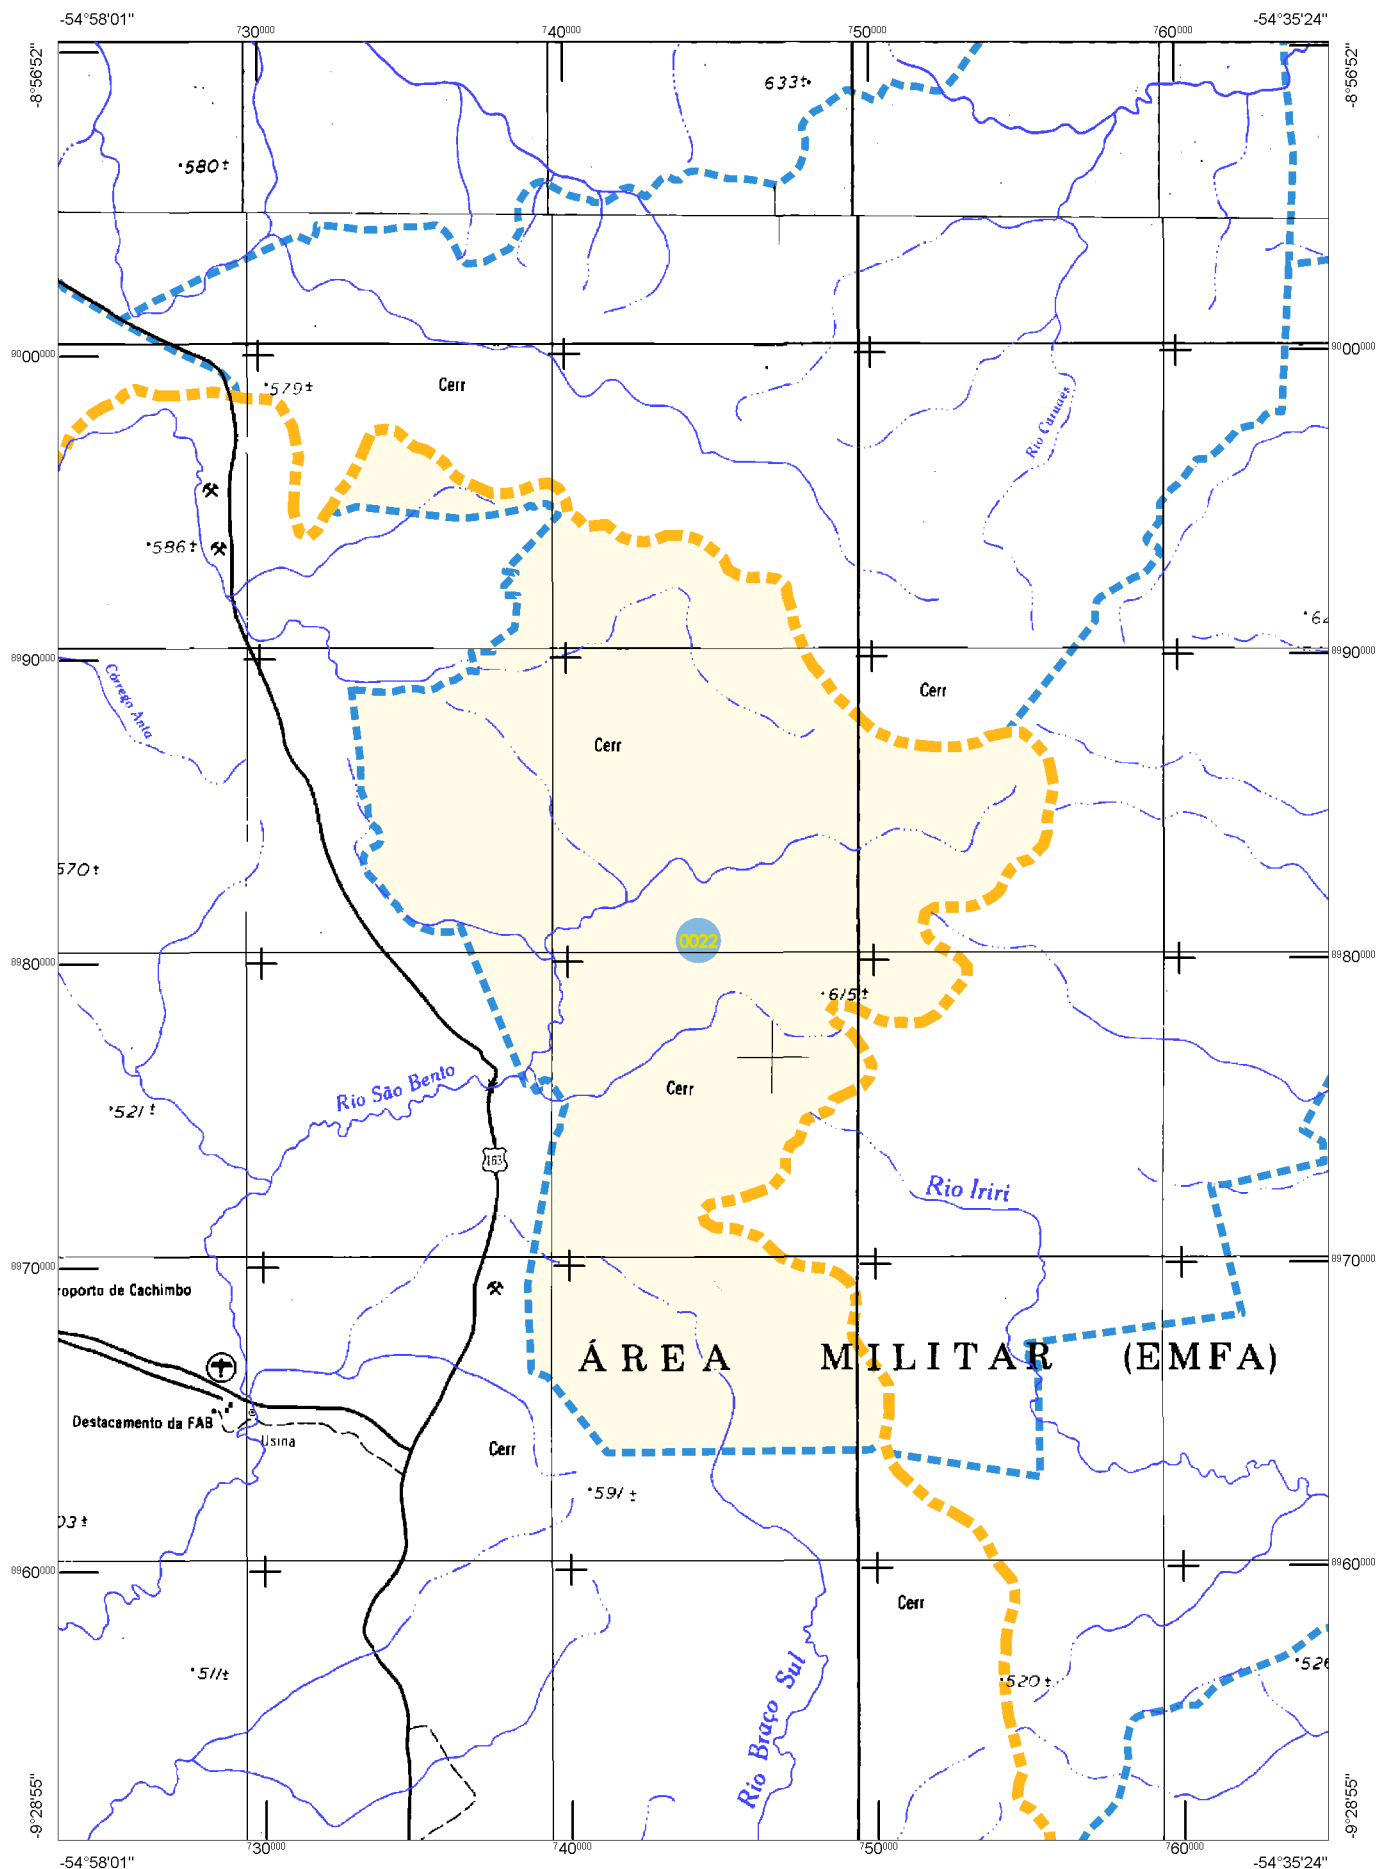 -54°58'01"
730000
740000
750000
760000
-54°35'24"
-8°56'52"
-8°56'52"
633±
580±
9000000
9000000
579±
Cerr
Rio Curuaés
586±
8990000
8990000
Córrego Anta
Cerr
Cerr
570±
0022
8980000
8980000
615±
Rio São Bento
Cerr
521±
163
Rio Iriri
8970000
8970000
roporto de Cachimbo
ÁREA MILITAR (EMFA)
Destacamento da FAB
Usina
Cerr
591±
03±
8960000
8960000
Cerr
511±
520±
526
Rio Braço Sul
-9°28'55"
-9°28'55"
-54°58'01"
730000
740000
750000
760000
-54°35'24"